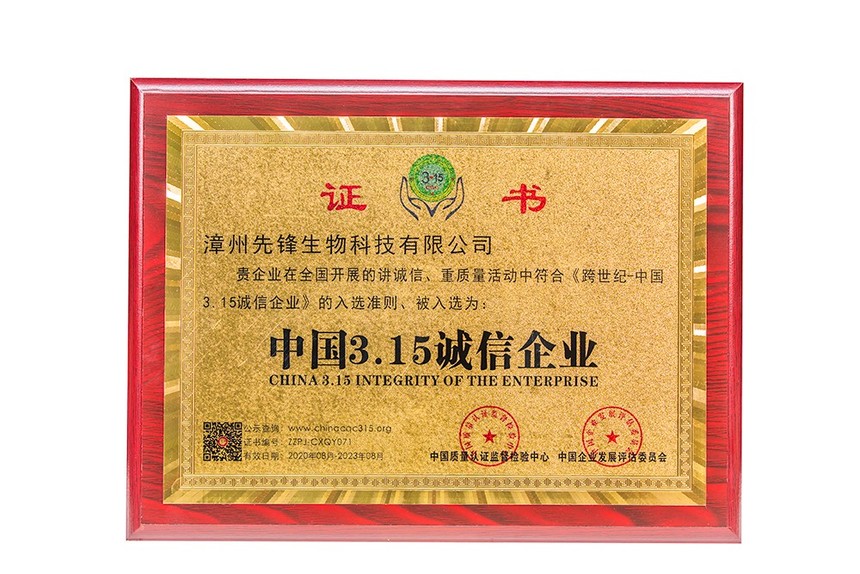 证 3·15 书
漳州先锋生物科技有限公司
贵企业在全国开展的讲诚信、重质量活动中符合《跨世纪-中国
3.15诚信企业》的入选准则、被入选为:
中国3.15诚信企业
CHINA 3.15 INTEGRITY OF THE ENTERPRISE
公示查询: www.chinacqc315.org
证书编号: ZZPJ-CXQY071
有效日期: 2020年08月-2023年08月
中国质量认证监督检验中心 中国企业发展评估委员会